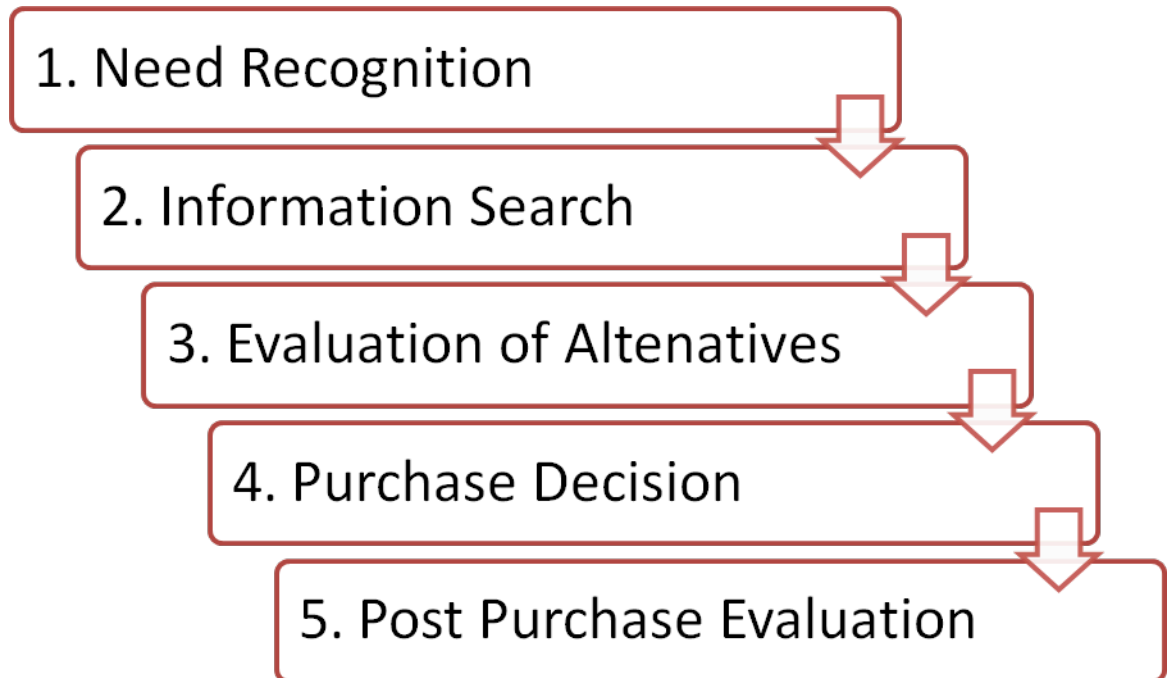 1. Need Recognition
2. Information Search
3. Evaluation of Altenatives
4. Purchase Decision
5. Post Purchase Evaluation